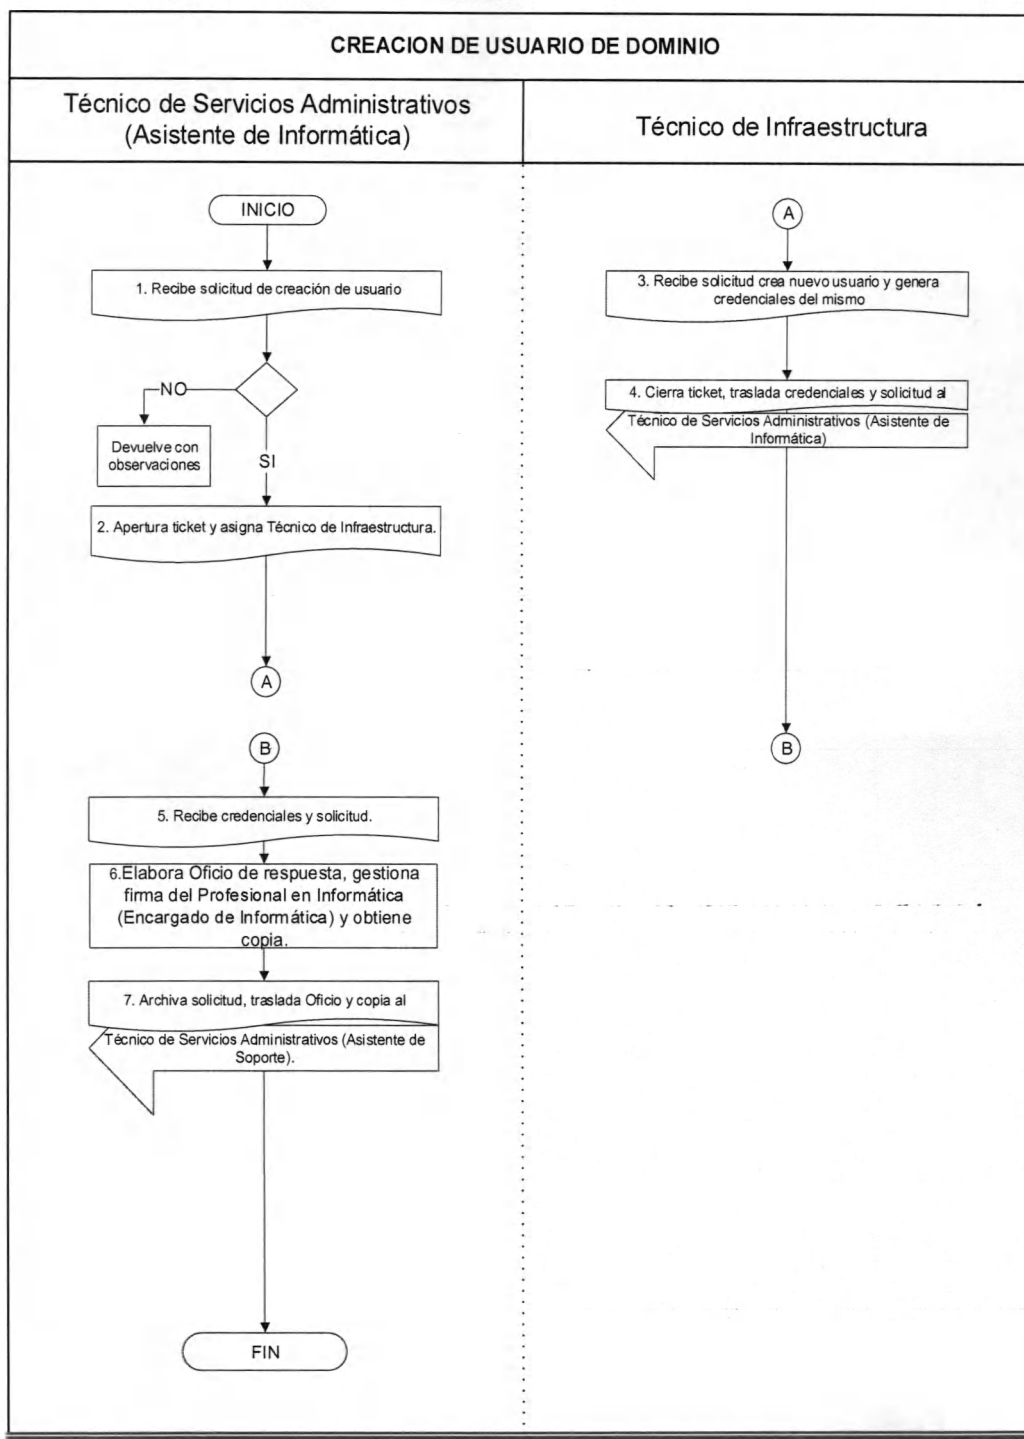 CREACION DE USUARIO DE DOMINIO
Técnico de Servicios Administrativos
(Asistente de Informática)
Técnico de Infraestructura
INICIO
1. Recibe solicitud de creación de usuario
NO
Devuelve con
observaciones
SI
2. Apertura ticket y asigna Técnico de Infraestructura.
A
A
3. Recibe solicitud crea nuevo usuario y genera
credenciales del mismo
4. Cierra ticket, traslada credenciales y solicitud al
Técnico de Servicios Administrativos (Asistente de
Informática)
B
B
5. Recibe credenciales y solicitud.
6.Elabora Oficio de respuesta, gestiona
firma del Profesional en Informática
(Encargado de Informática) y obtiene
copia.
7. Archiva solicitud, traslada Oficio y copia al
Técnico de Servicios Administrativos (Asistente de
Soporte).
FIN